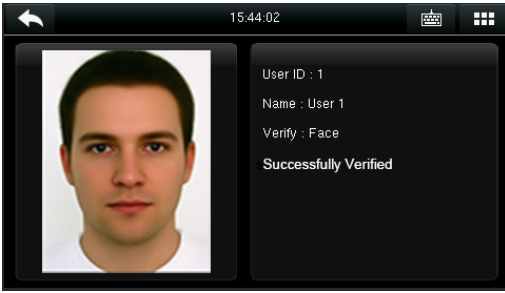 15:44:02
User ID : 1
Name : User 1
Verify : Face
Successfully Verified